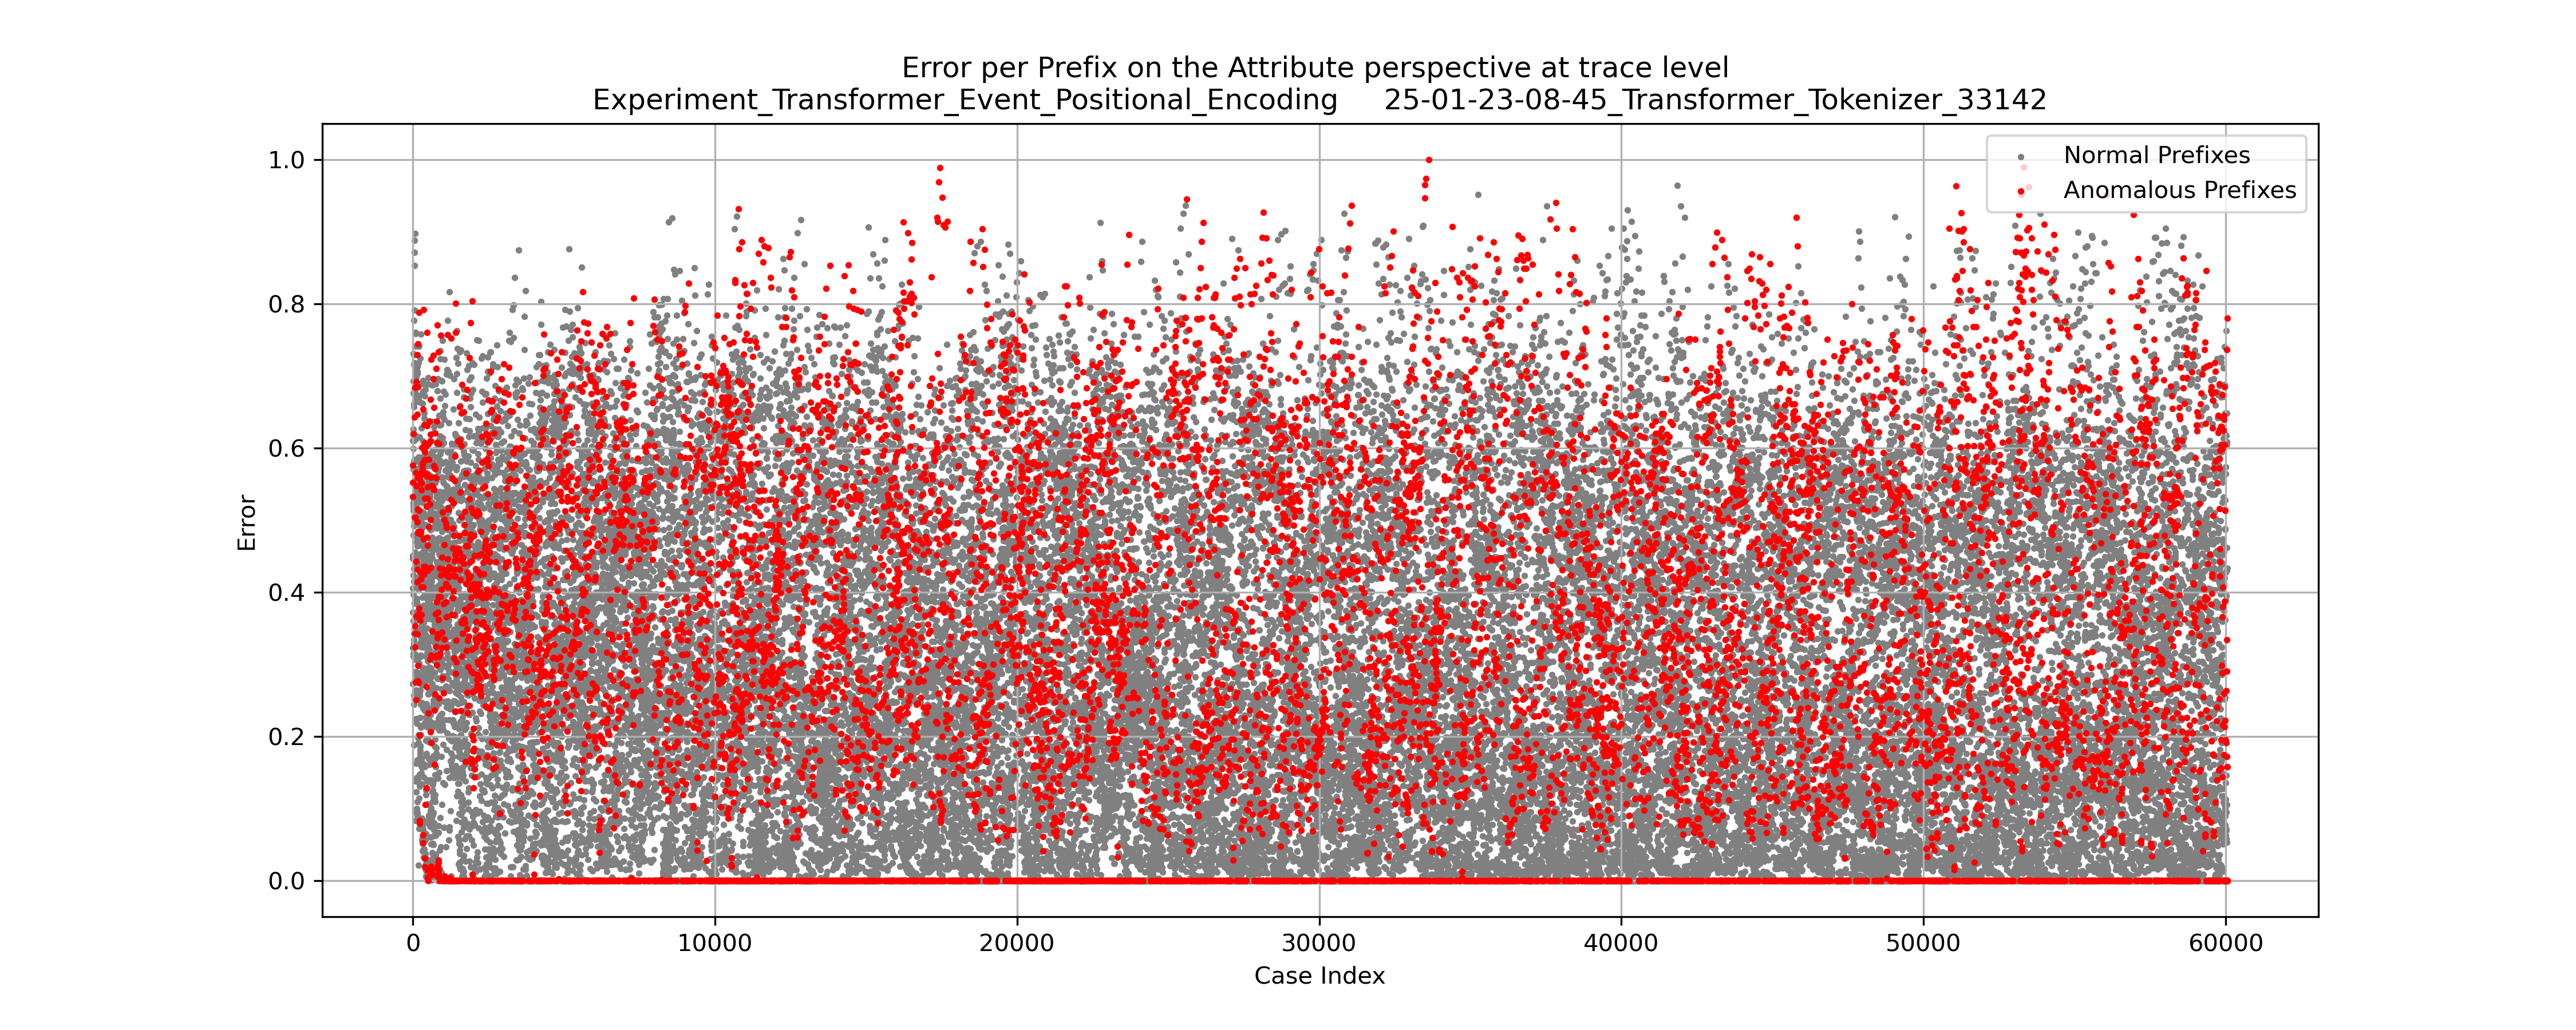 Error per Prefix on the Attribute perspective at trace level
Experiment_Transformer_Event_Positional_Encoding 25-01-23-08-45_Transformer_Tokenizer_33142
Normal Prefixes
Anomalous Prefixes
1.0
0.8
0.6
0.4
0.2
0.0
Error
0 10000 20000 30000 40000 50000 60000
Case Index